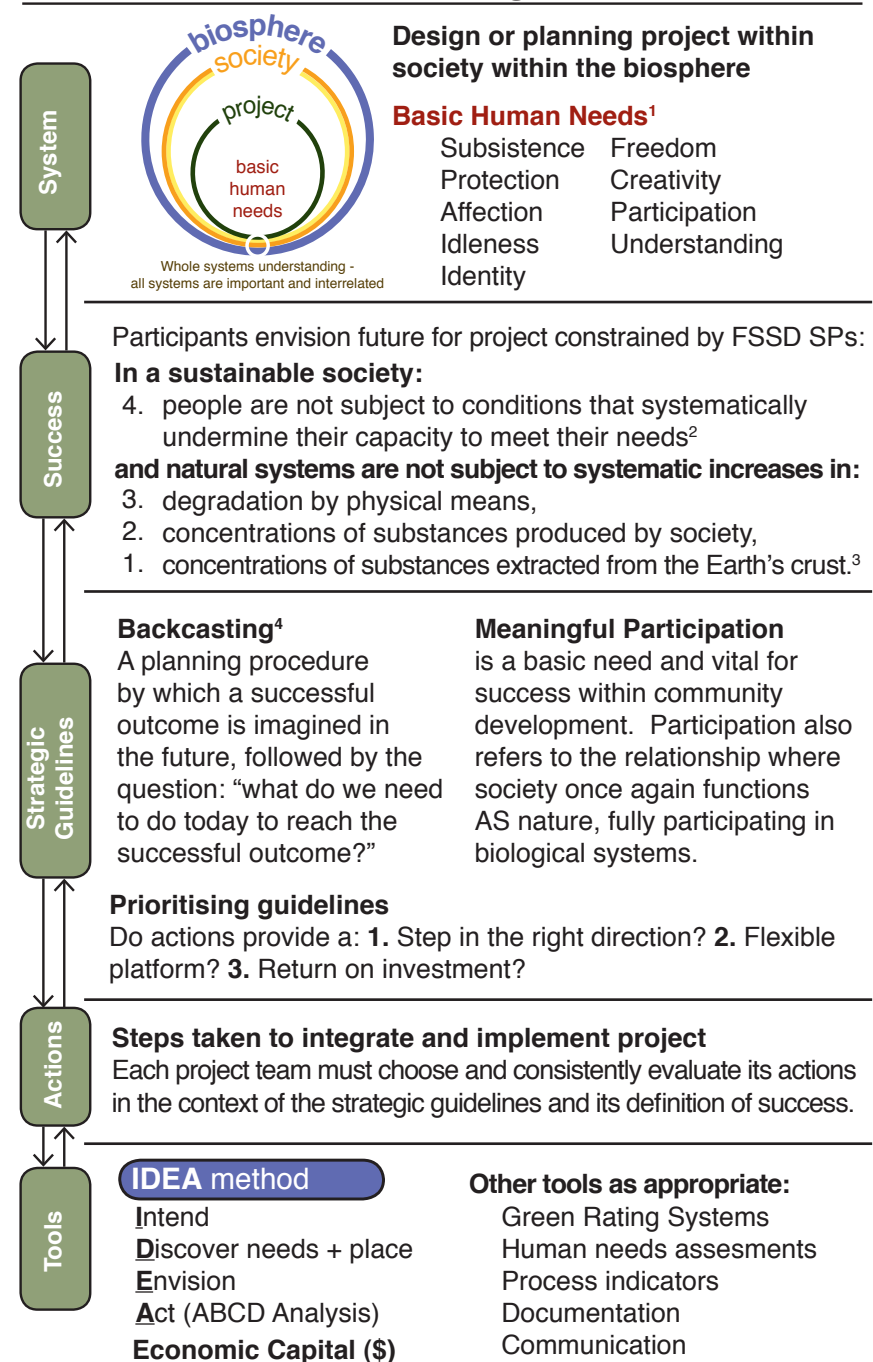 System
biosphere
society
project
basic
human
needs
Whole systems understanding -
all systems are important and interrelated
Design or planning project within
society within the biosphere
Basic Human Needs¹
Subsistence Freedom
Protection Creativity
Affection Participation
Idleness Understanding
Identity
Success
Participants envision future for project constrained by FSSD SPs:
In a sustainable society:
4. people are not subject to conditions that systematically
undermine their capacity to meet their needs²
and natural systems are not subject to systematic increases in:
3. degradation by physical means,
2. concentrations of substances produced by society,
1. concentrations of substances extracted from the Earth's crust.³
Strategic
Guidelines
Backcasting⁴
A planning procedure
by which a successful
outcome is imagined in
the future, followed by the
question: “what do we need
to do today to reach the
successful outcome?”
Meaningful Participation
is a basic need and vital for
success within community
development. Participation also
refers to the relationship where
society once again functions
AS nature, fully participating in
biological systems.
Prioritising guidelines
Do actions provide a: 1. Step in the right direction? 2. Flexible
platform? 3. Return on investment?
Actions
Steps taken to integrate and implement project
Each project team must choose and consistently evaluate its actions
in the context of the strategic guidelines and its definition of success.
Tools
IDEA method
Intend
Discover needs + place
Envision
Act (ABCD Analysis)
Economic Capital ($)
Other tools as appropriate:
Green Rating Systems
Human needs assesments
Process indicators
Documentation
Communication